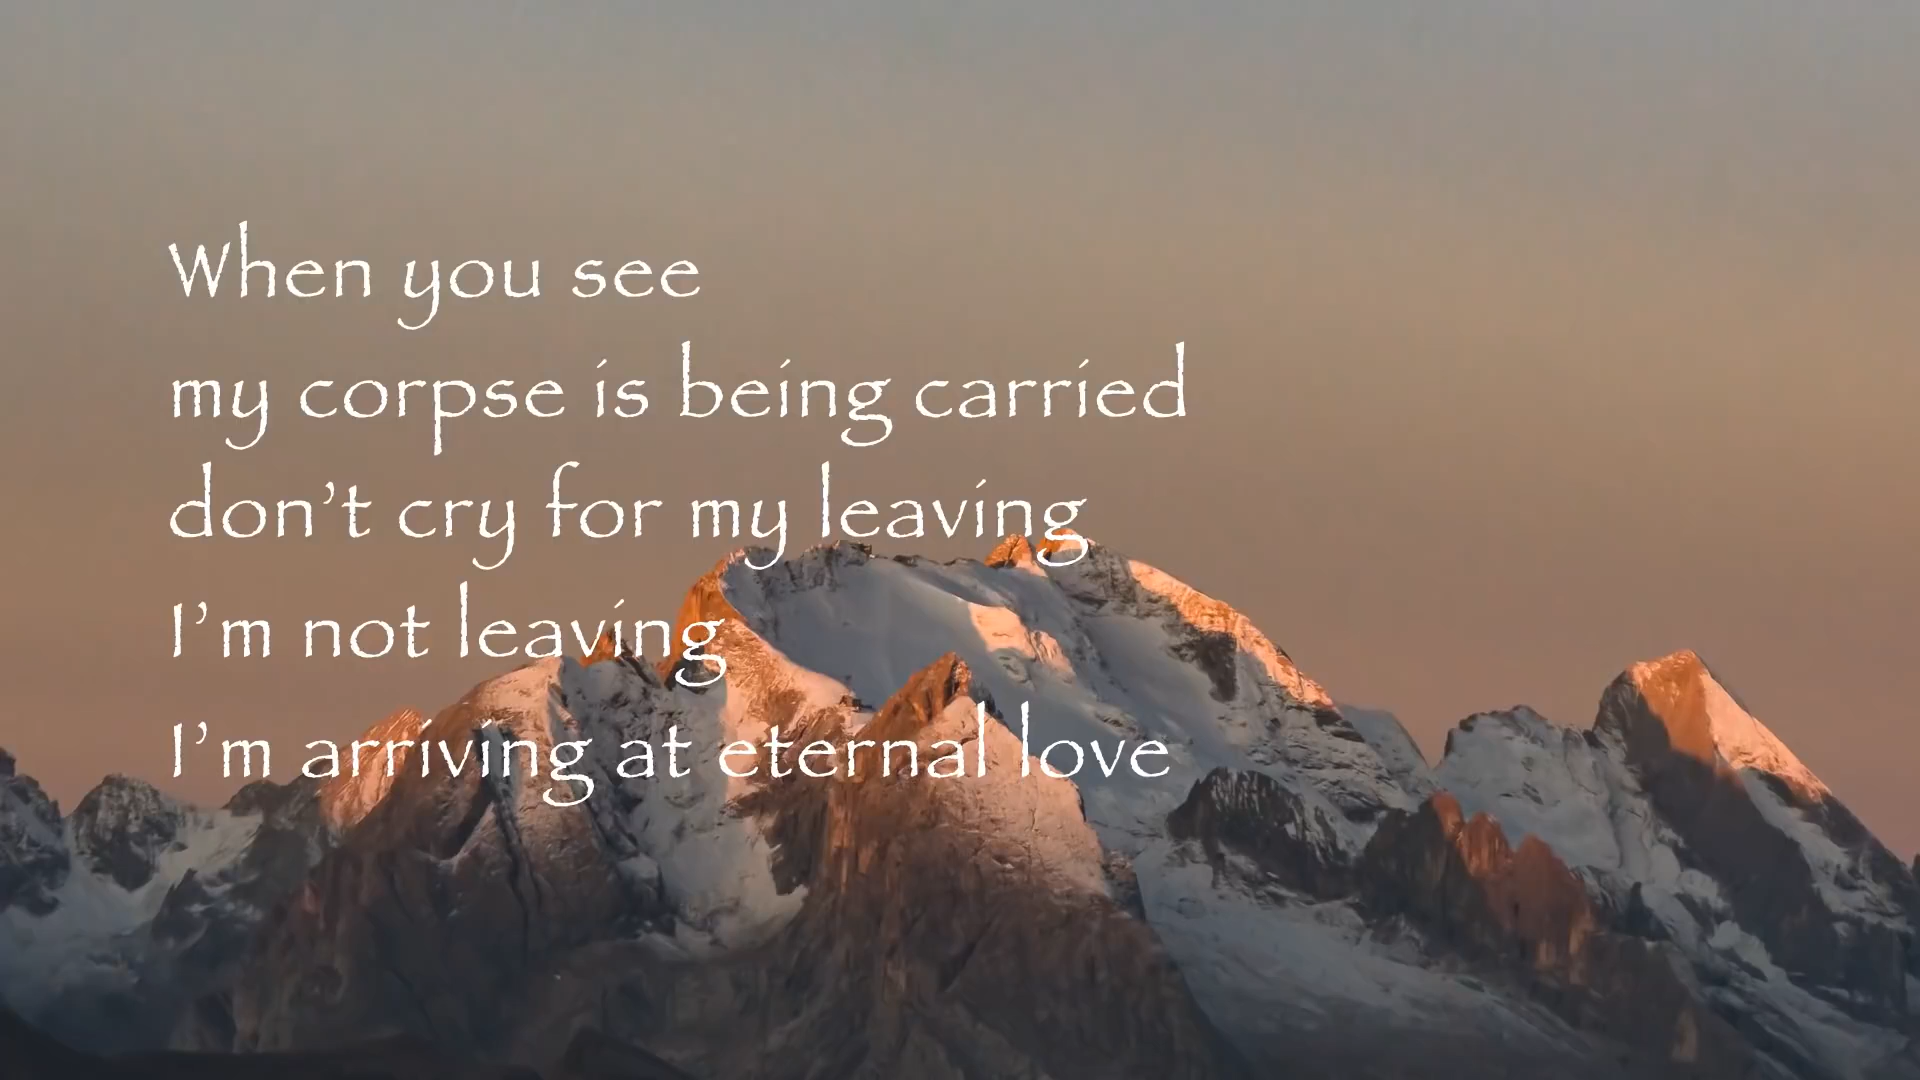 When you see
my corpse is being carried
don’t cry for my leaving
I’m not leaving
I’m arriving at eternal love